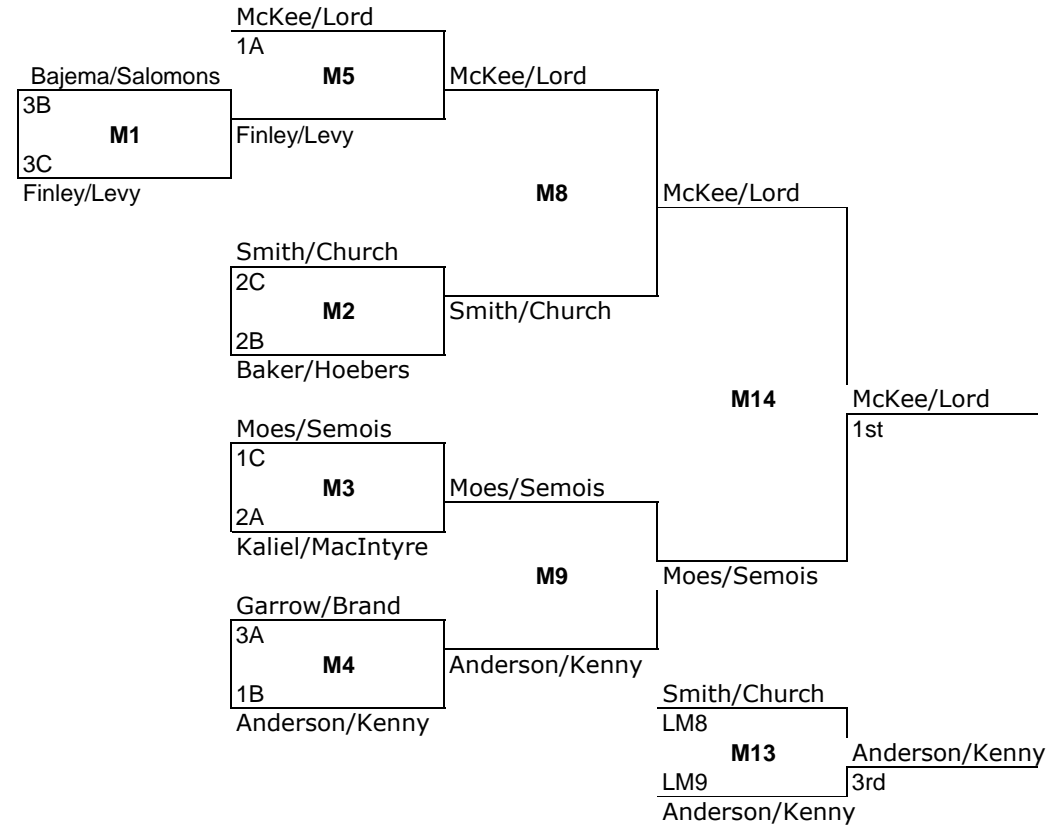 McKee/Lord
1A
M5
Bajema/Salomons
McKee/Lord
3B
M1
Finley/Levy
3C
Finley/Levy
M8
McKee/Lord
Smith/Church
2C
M2
Smith/Church
2B
Baker/Hoebers
M14
McKee/Lord
1st
Moes/Semois
1C
M3
Moes/Semois
2A
Kaliel/MacIntyre
M9
Moes/Semois
Garrow/Brand
3A
M4
Anderson/Kenny
1B
Anderson/Kenny
Smith/Church
LM8
M13
Anderson/Kenny
LM9
3rd
Anderson/Kenny